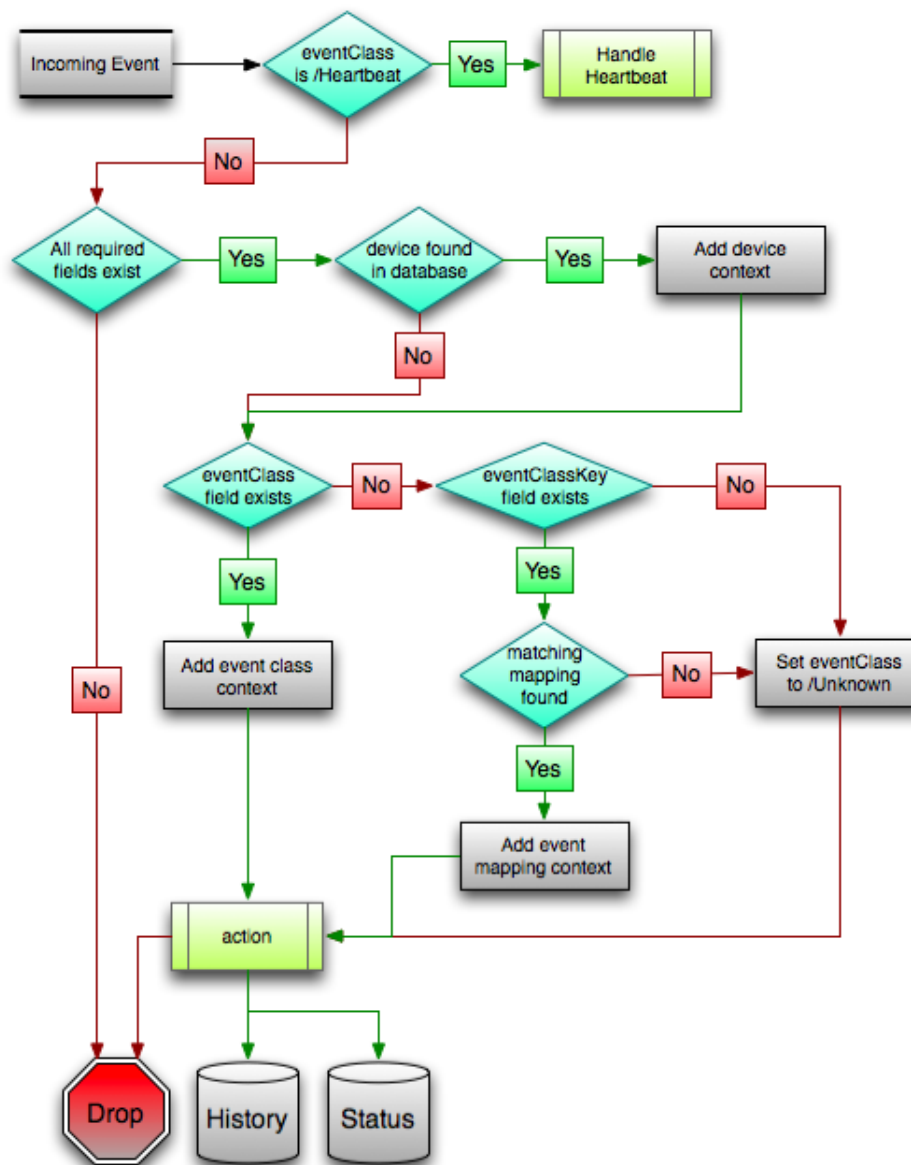 Incoming Event
eventClass
is /Heartbeat
Yes
Handle
Heartbeat
No
All required
fields exist
Yes
device found
in database
Yes
Add device
context
No
eventClass
field exists
No
eventClassKey
field exists
No
Yes
Yes
Add event class
context
matching
mapping
found
No
Set eventClass
to /Unknown
No
Yes
Add event
mapping context
action
Drop
History
Status